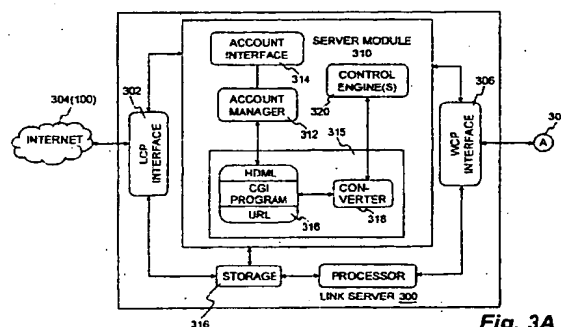 ACCOUNT
INTERFACE
314
SERVER MODULE
310
CONTROL
ENGINE(S)
320
302
304(100)
INTERNET
LCP
INTERFACE
ACCOUNT
MANAGER
312
315
306
WCP
INTERFACE
30
A
HDML
CGI
PROGRAM
URL
316
CON-
VERTER
318
STORAGE
316
PROCESSOR
LINK SERVER 300
Fig. 3A